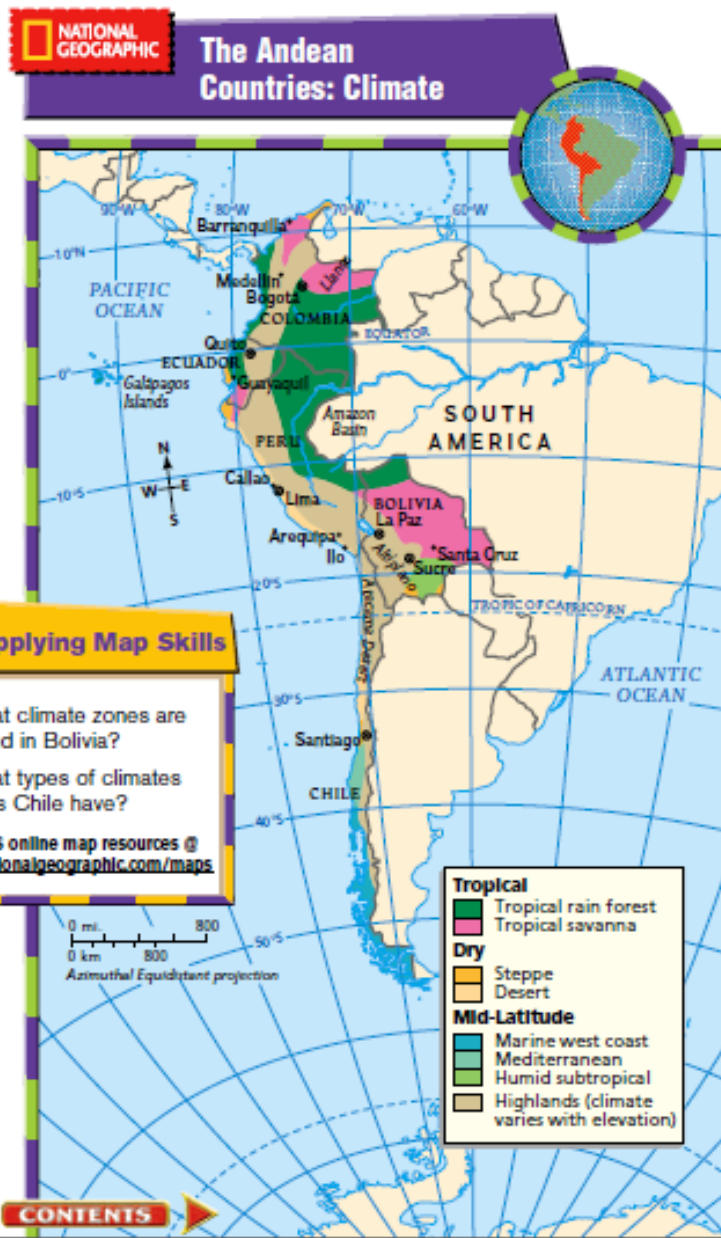 NATIONAL
GEOGRAPHIC
The Andean
Countries: Climate
90°W
80°W
70°W
60°W
Barranquilla
10°N
Llanos
PACIFIC
OCEAN
Medellín
Bogotá
COLOMBIA
EQUATOR
Quito
ECUADOR
0°
Guayaquil
Galápagos
Islands
Amazon
Basin
SOUTH
AMERICA
PERU
N
W E
S
10°S
Callao
Lima
BOLIVIA
La Paz
Arequipa
Ilo
Altiplano
Santa Cruz
Sucre
20°S
Atacama Desert
TROPIC OF CAPRICORN
pplying Map Skills
ATLANTIC
OCEAN
at climate zones are
d in Bolivia?
30°S
Santiago
at types of climates
s Chile have?
CHILE
40°S
S online map resources @
ionalgeographic.com/maps
0 mi. 800
0 km 800
Azimuthal Equidistant projection
50°S
Tropical
Tropical rain forest
Tropical savanna
Dry
Steppe
Desert
Mid-Latitude
Marine west coast
Mediterranean
Humid subtropical
Highlands (climate
varies with elevation)
CONTENTS